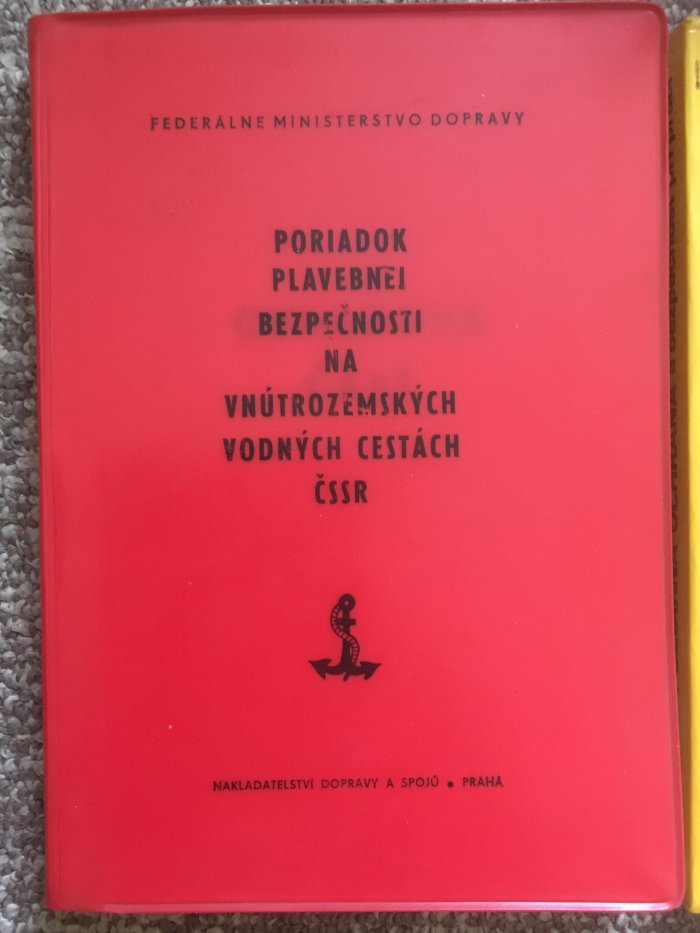 FEDERÁLNE MINISTERSTVO DOPRAVY
PORIADOK
PLAVEBNEJ
BEZPEČNOSTI
NA
VNÚTROZEMSKÝCH
VODNÝCH CESTÁCH
ČSSR
NAKLADATELSTVÍ DOPRAVY A SPOJŮ • PRAHA